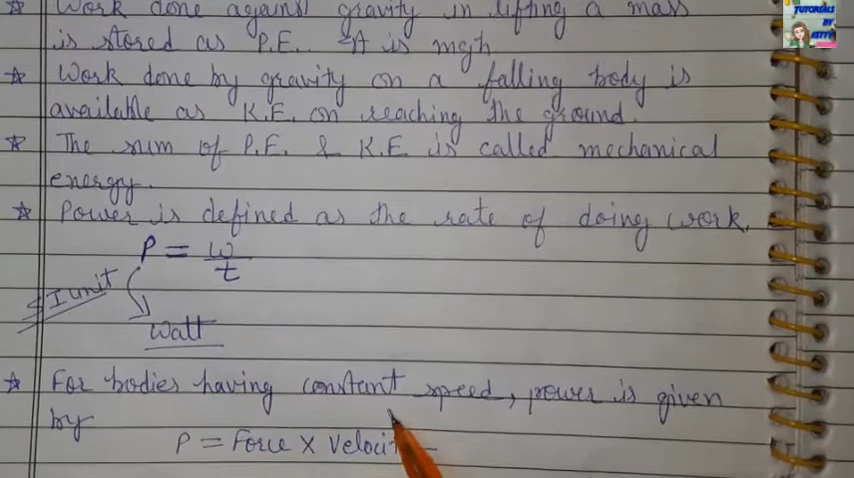 ☆ Work done against gravity in lifting a mass
is stored as P.E. It is mgh
☆ Work done by gravity on a falling body is
available as K.E. on reaching the ground.
☆ The sum of P.E. & K.E is called mechanical
energy.
☆ Power is defined as the rate of doing work.
P = w/t
SI unit
Watt
☆ For bodies having constant speed, power is given
by
P = Force x Veloci
TUTORIALS
BY